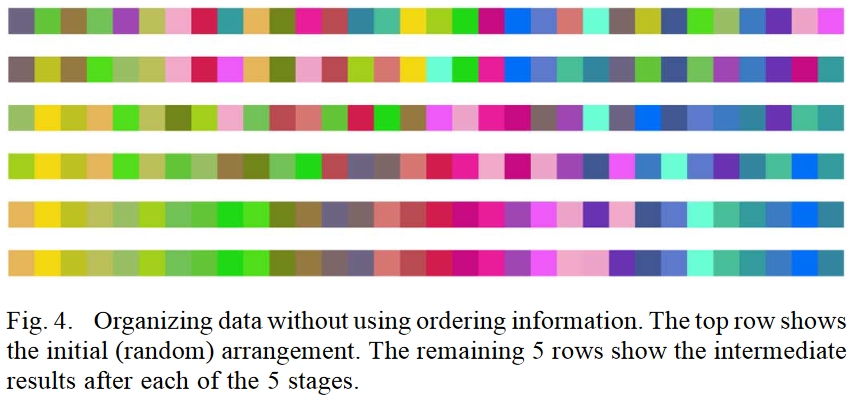 Fig. 4. Organizing data without using ordering information. The top row shows
the initial (random) arrangement. The remaining 5 rows show the intermediate
results after each of the 5 stages.